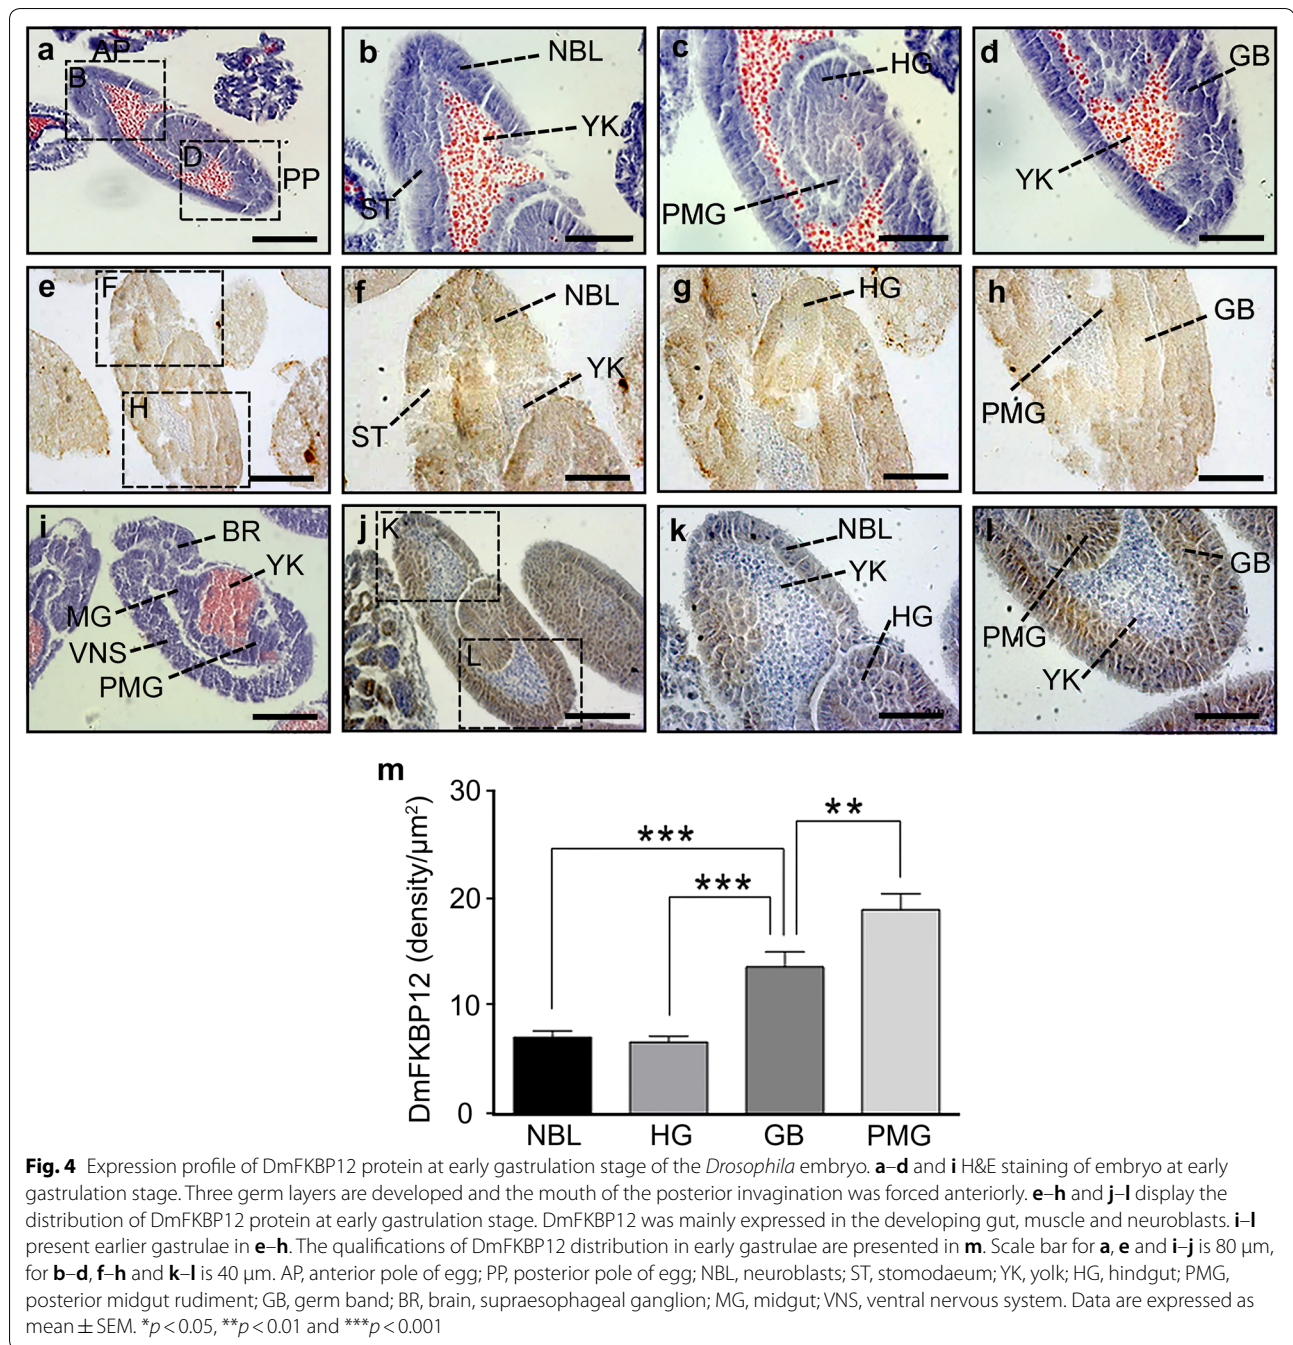 a AP B D PP
b NBL YK ST
c HG PMG
d GB YK
e F H
f NBL YK ST
g HG
h GB PMG
i BR YK MG VNS PMG
j K L
k NBL YK HG
l GB PMG YK
m
DmFKBP12 (density/μm²)
30
20
10
0
***
***
**
NBL HG GB PMG
Fig. 4 Expression profile of DmFKBP12 protein at early gastrulation stage of the Drosophila embryo. a–d and i H&E staining of embryo at early
gastrulation stage. Three germ layers are developed and the mouth of the posterior invagination was forced anteriorly. e–h and j–l display the
distribution of DmFKBP12 protein at early gastrulation stage. DmFKBP12 was mainly expressed in the developing gut, muscle and neuroblasts. i–l
present earlier gastrulae in e–h. The qualifications of DmFKBP12 distribution in early gastrulae are presented in m. Scale bar for a, e and i–j is 80 μm,
for b–d, f–h and k–l is 40 μm. AP, anterior pole of egg; PP, posterior pole of egg; NBL, neuroblasts; ST, stomodaeum; YK, yolk; HG, hindgut; PMG,
posterior midgut rudiment; GB, germ band; BR, brain, supraesophageal ganglion; MG, midgut; VNS, ventral nervous system. Data are expressed as
mean ± SEM. *p < 0.05, **p < 0.01 and ***p < 0.001